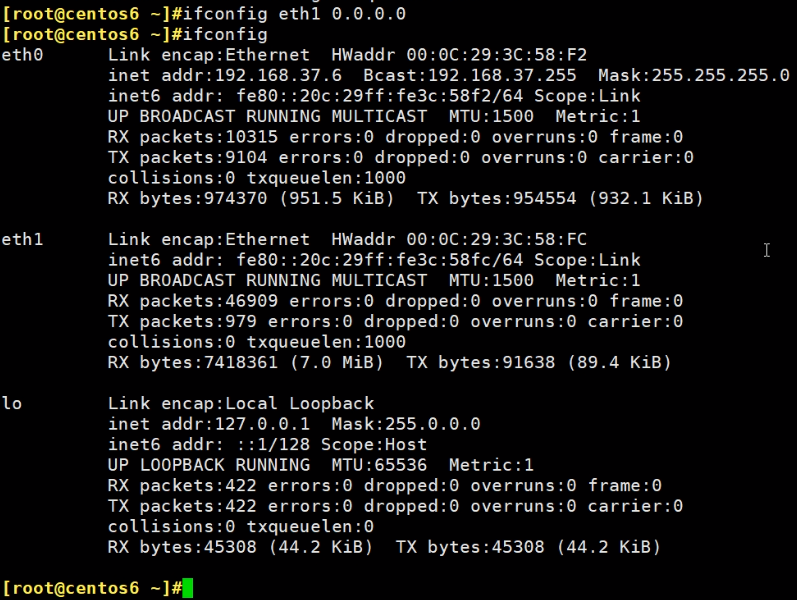 [root@centos6 ~]#ifconfig eth1 0.0.0.0
[root@centos6 ~]#ifconfig
eth0      Link encap:Ethernet  HWaddr 00:0C:29:3C:58:F2
          inet addr:192.168.37.6  Bcast:192.168.37.255  Mask:255.255.255.0
          inet6 addr: fe80::20c:29ff:fe3c:58f2/64 Scope:Link
          UP BROADCAST RUNNING MULTICAST  MTU:1500  Metric:1
          RX packets:10315 errors:0 dropped:0 overruns:0 frame:0
          TX packets:9104 errors:0 dropped:0 overruns:0 carrier:0
          collisions:0 txqueuelen:1000
          RX bytes:974370 (951.5 KiB)  TX bytes:954554 (932.1 KiB)

eth1      Link encap:Ethernet  HWaddr 00:0C:29:3C:58:FC
          inet6 addr: fe80::20c:29ff:fe3c:58fc/64 Scope:Link
          UP BROADCAST RUNNING MULTICAST  MTU:1500  Metric:1
          RX packets:46909 errors:0 dropped:0 overruns:0 frame:0
          TX packets:979 errors:0 dropped:0 overruns:0 carrier:0
          collisions:0 txqueuelen:1000
          RX bytes:7418361 (7.0 MiB)  TX bytes:91638 (89.4 KiB)

lo        Link encap:Local Loopback
          inet addr:127.0.0.1  Mask:255.0.0.0
          inet6 addr: ::1/128 Scope:Host
          UP LOOPBACK RUNNING  MTU:65536  Metric:1
          RX packets:422 errors:0 dropped:0 overruns:0 frame:0
          TX packets:422 errors:0 dropped:0 overruns:0 carrier:0
          collisions:0 txqueuelen:0
          RX bytes:45308 (44.2 KiB)  TX bytes:45308 (44.2 KiB)

[root@centos6 ~]#